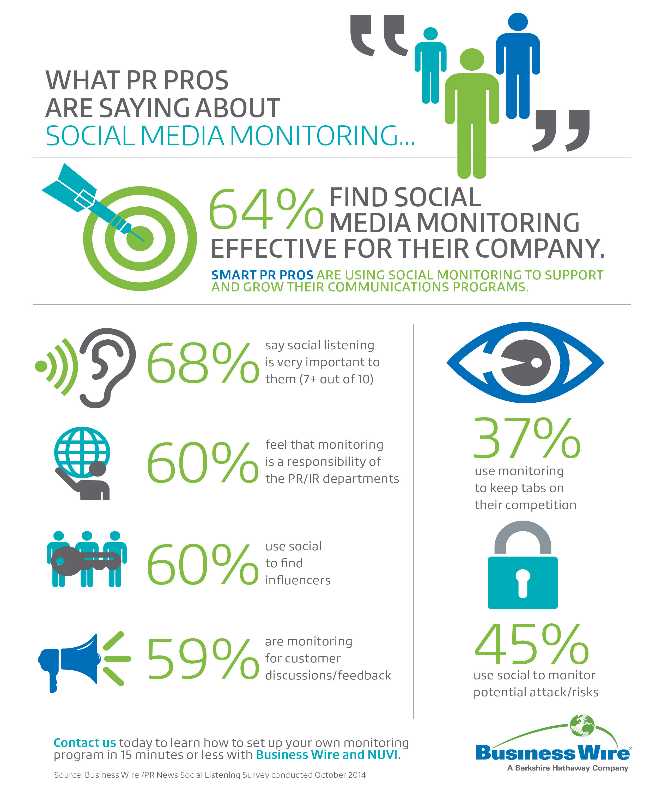 WHAT PR PROS
ARE SAYING ABOUT
SOCIAL MEDIA MONITORING...
64% FIND SOCIAL
MEDIA MONITORING
EFFECTIVE FOR THEIR COMPANY.
SMART PR PROS ARE USING SOCIAL MONITORING TO SUPPORT
AND GROW THEIR COMMUNICATIONS PROGRAMS.
68%
say social listening
is very important to
them (7+ out of 10)
60%
feel that monitoring
is a responsibility of
the PR/IR departments
60%
use social
to find
influencers
59%
are monitoring
for customer
discussions/feedback
37%
use monitoring
to keep tabs on
their competition
45%
use social to monitor
potential attack/risks
Contact us today to learn how to set up your own monitoring
program in 15 minutes or less with Business Wire and NUVI.
Source: Business Wire /PR News Social Listening Survey conducted October 2014
Business Wire
A Berkshire Hathaway Company